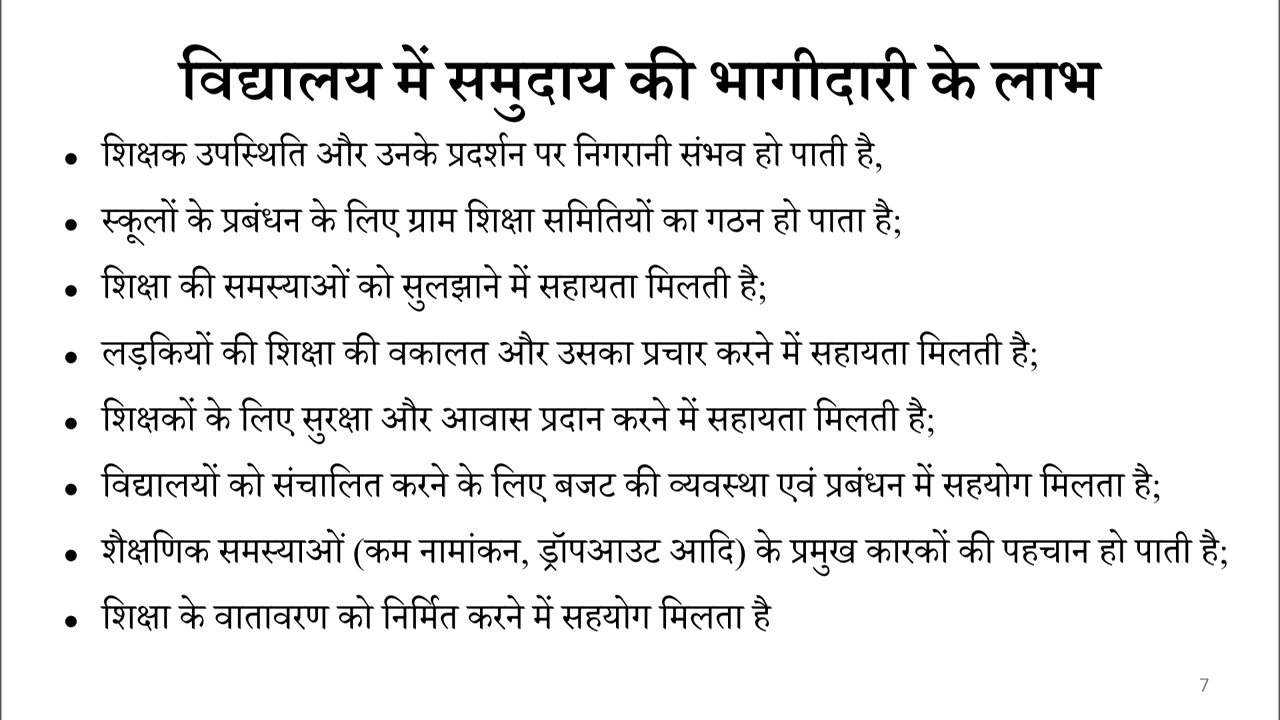 विद्यालय में समुदाय की भागीदारी के लाभ
• शिक्षक उपस्थिति और उनके प्रदर्शन पर निगरानी संभव हो पाती है,
• स्कूलों के प्रबंधन के लिए ग्राम शिक्षा समितियों का गठन हो पाता है;
• शिक्षा की समस्याओं को सुलझाने में सहायता मिलती है;
• लड़कियों की शिक्षा की वकालत और उसका प्रचार करने में सहायता मिलती है;
• शिक्षकों के लिए सुरक्षा और आवास प्रदान करने में सहायता मिलती है;
• विद्यालयों को संचालित करने के लिए बजट की व्यवस्था एवं प्रबंधन में सहयोग मिलता है;
• शैक्षणिक समस्याओं (कम नामांकन, ड्रॉपआउट आदि) के प्रमुख कारकों की पहचान हो पाती है;
• शिक्षा के वातावरण को निर्मित करने में सहयोग मिलता है
7